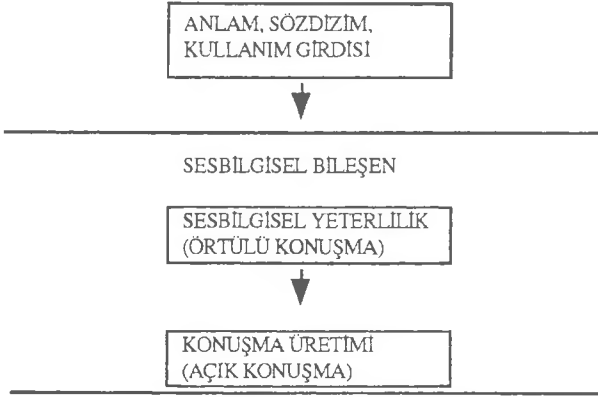 ANLAM, SÖZDİZİM,
KULLANIM GİRDİSİ
SESBİLGİSEL BİLEŞEN
SESBİLGİSEL YETERLİLİK
(ÖRTÜLÜ KONUŞMA)
KONUŞMA ÜRETİMİ
(AÇIK KONUŞMA)